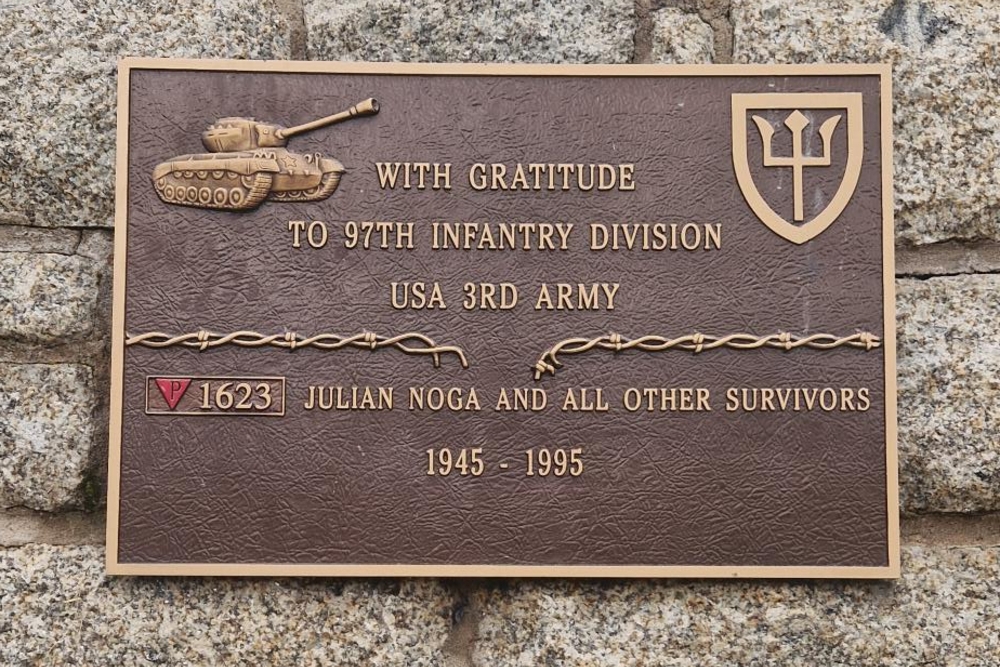 WITH GRATITUDE
TO 97TH INFANTRY DIVISION
USA 3RD ARMY
P 1623 JULIAN NOGA AND ALL OTHER SURVIVORS
1945 - 1995